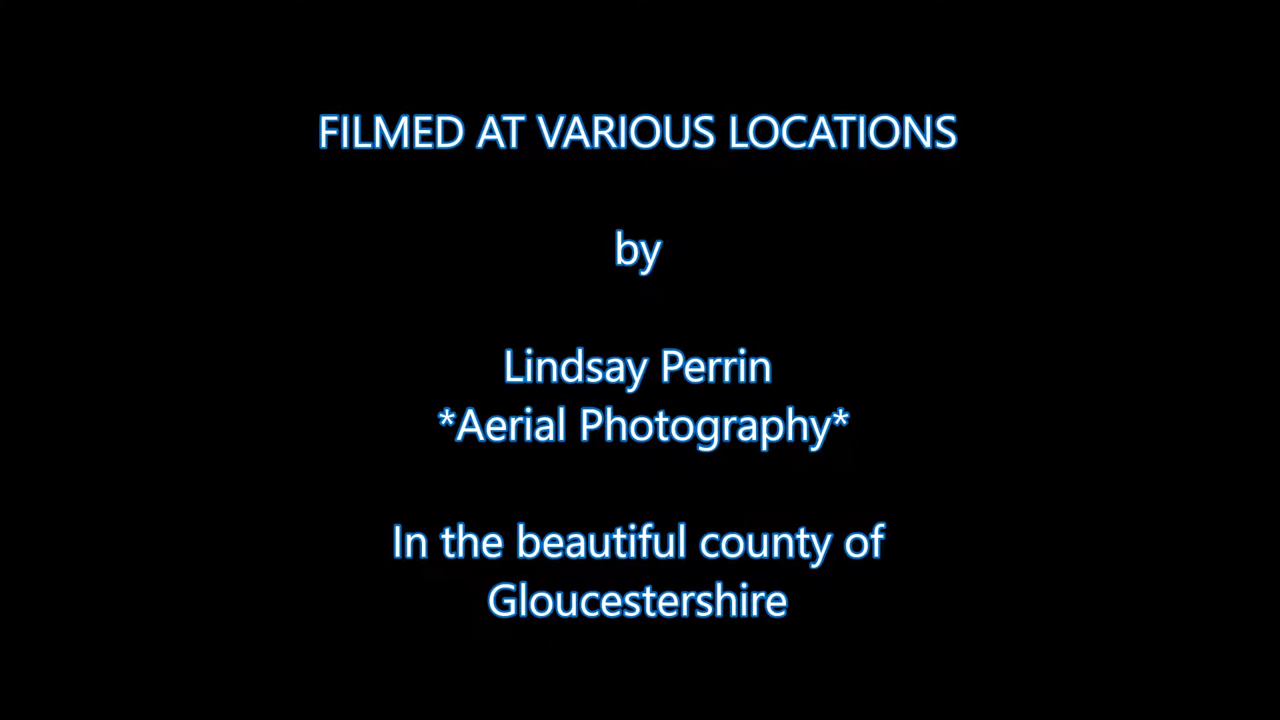 FILMED AT VARIOUS LOCATIONS
by
Lindsay Perrin
*Aerial Photography*
In the beautiful county of
Gloucestershire